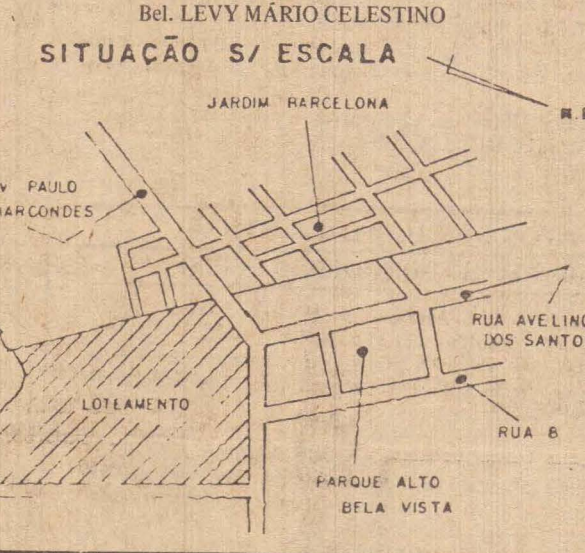 Bel. LEVY MÁRIO CELESTINO
SITUAÇÃO S/ ESCALA
JARDIM BARCELONA
PAULO
MARCONDES
RUA AVELINO
DOS SANTO
LOTEAMENTO
RUA 8
PARQUE ALTO
BELA VISTA